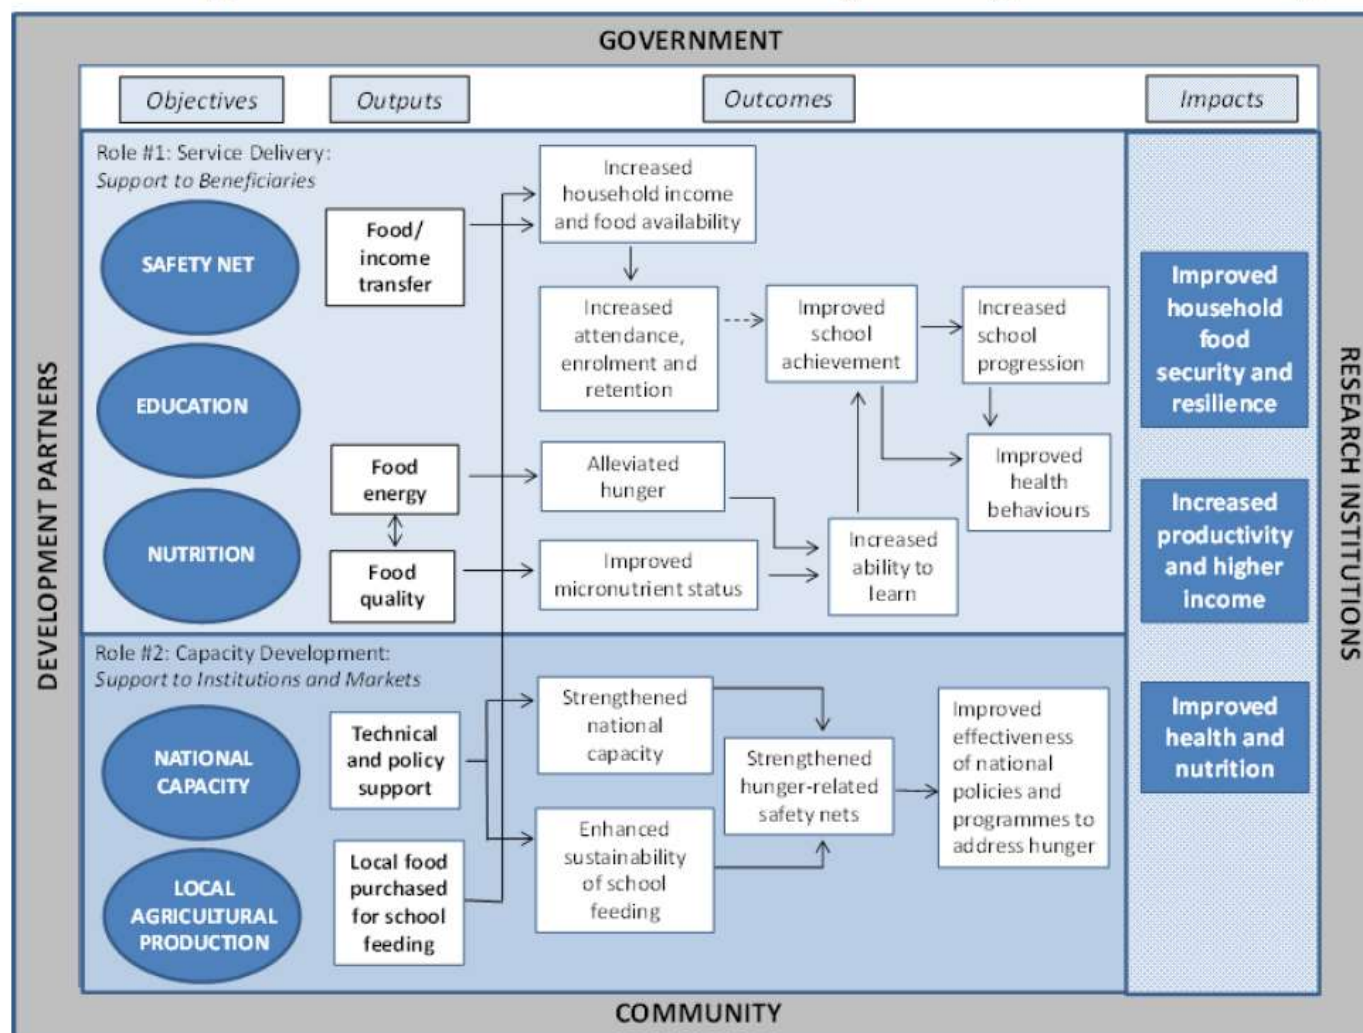 GOVERNMENT
Objectives
Outputs
Outcomes
Impacts
DEVELOPMENT PARTNERS
RESEARCH INSTITUTIONS
Role #1: Service Delivery:
Support to Beneficiaries
SAFETY NET
EDUCATION
NUTRITION
Food/
income
transfer
Food
energy
Food
quality
Increased
household income
and food availability
Increased
attendance,
enrolment and
retention
Improved
school
achievement
Increased
school
progression
Alleviated
hunger
Improved
micronutrient status
Increased
ability to
learn
Improved
health
behaviours
Improved
household
food
security and
resilience
Increased
productivity
and higher
income
Improved
health and
nutrition
Role #2: Capacity Development:
Support to Institutions and Markets
NATIONAL
CAPACITY
LOCAL
AGRICULTURAL
PRODUCTION
Technical
and policy
support
Local food
purchased
for school
feeding
Strengthened
national
capacity
Enhanced
sustainability
of school
feeding
Strengthened
hunger-related
safety nets
Improved
effectiveness
of national
policies and
programmes to
address hunger
COMMUNITY